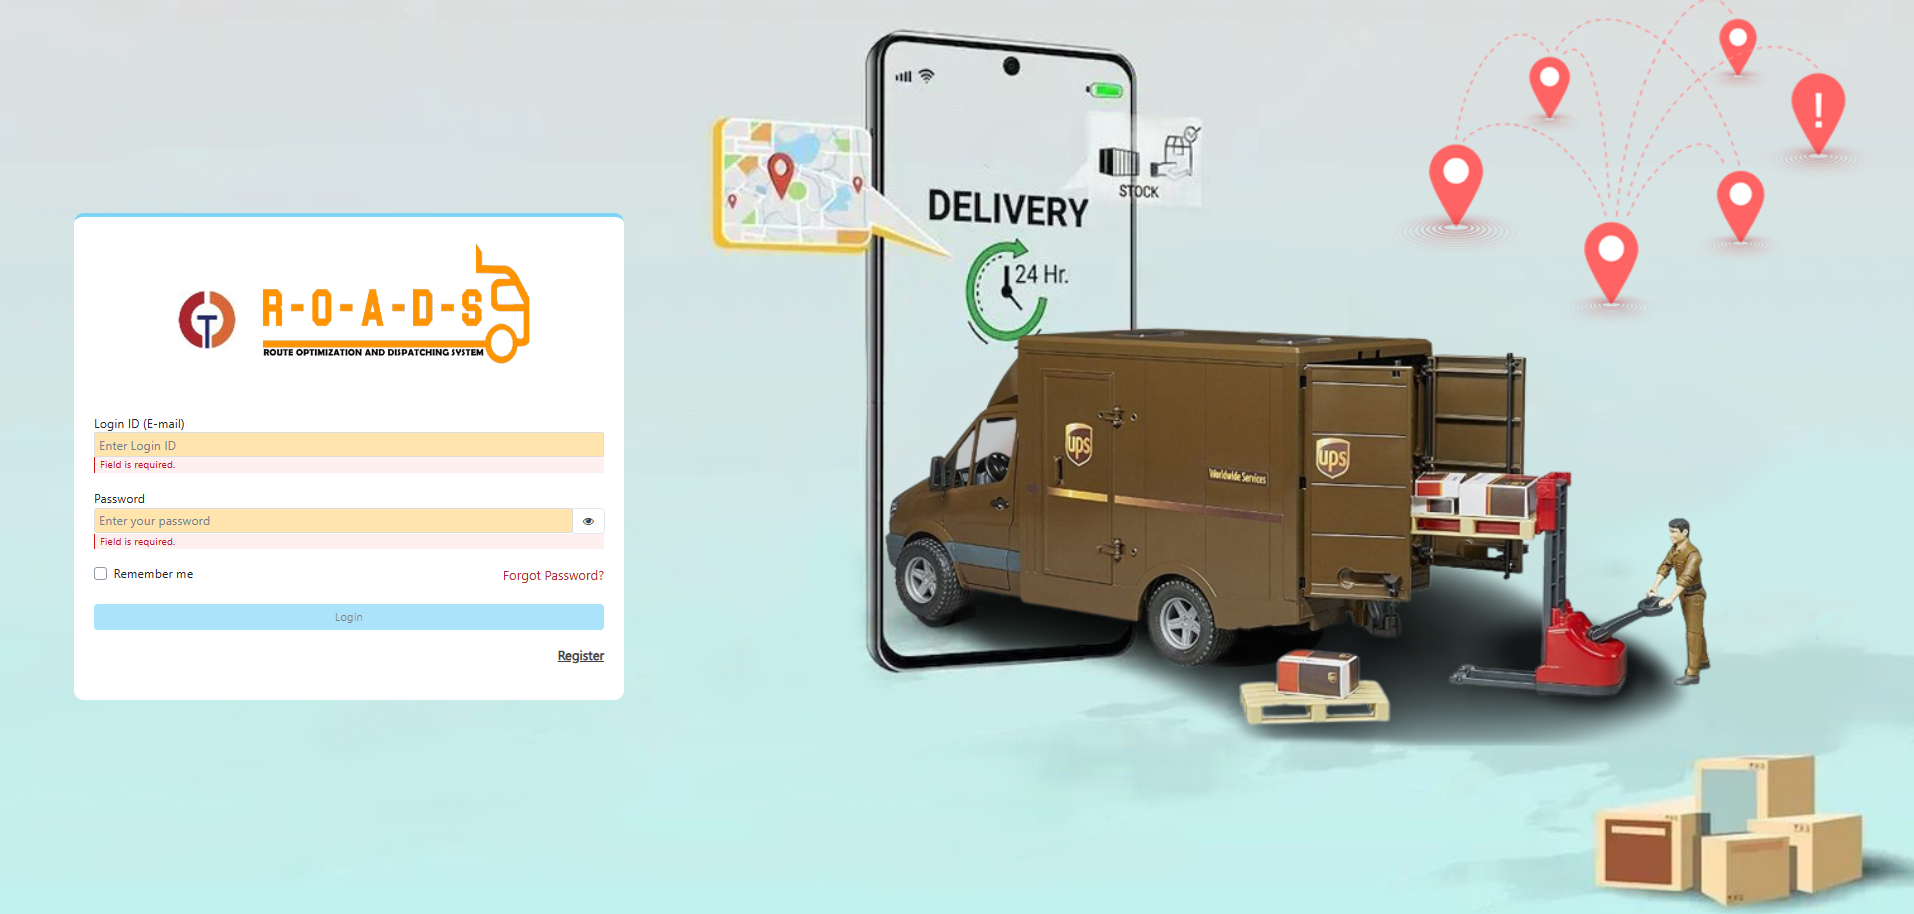 R-O-A-D-S
ROUTE OPTIMIZATION AND DISPATCHING SYSTEM
Login ID (E-mail)
Enter Login ID
Field is required.
Password
Enter your password
Field is required.
Remember me
Forgot Password?
Login
Register
DELIVERY
24 Hr.
STOCK
ups
Worldwide Services
ups
!